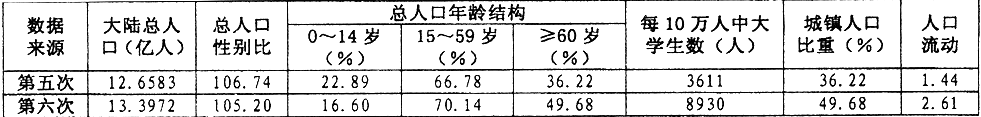 数据来源 大陆总人口(亿人) 总人口性别比 总人口年龄结构 每10万人中大学生数(人) 城镇人口比重(%) 人口流动
0~14岁(%) 15~59岁(%) ≥60岁(%)
第五次 12.6583 106.74 22.89 66.78 36.22 3611 36.22 1.44
第六次 13.3972 105.20 16.60 70.14 49.68 8930 49.68 2.61